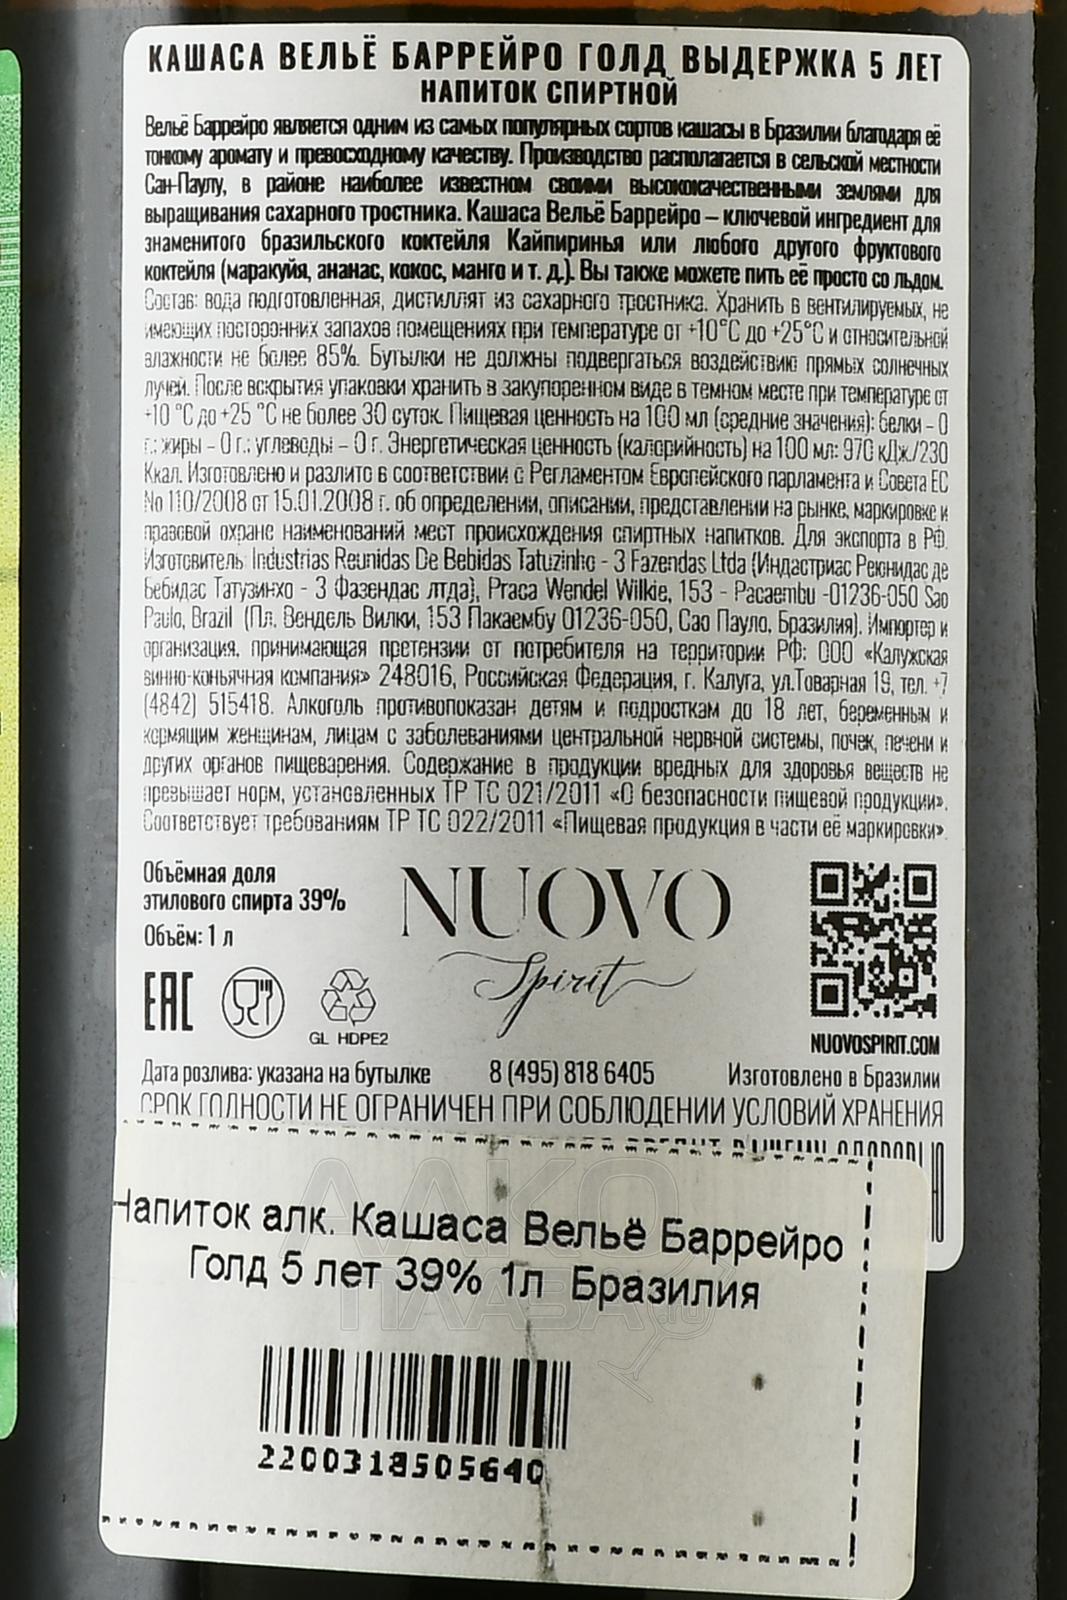 КАШАСА ВЕЛЬЁ БАРРЕЙРО ГОЛД ВЫДЕРЖКА 5 ЛЕТ
НАПИТОК СПИРТНОЙ
Вельё Баррейро является одним из самых популярных сортов кашасы в Бразилии благодаря её
тонкому аромату и превосходному качеству. Производство располагается в сельской местности
Сан-Паулу, в районе наиболее известном своими высококачественными землями для
выращивания сахарного тростника. Кашаса Вельё Баррейро – ключевой ингредиент для
знаменитого бразильского коктейля Кайпиринья или любого другого фруктового
коктейля (маракуйя, ананас, кокос, манго и т. д.). Вы также можете пить её просто со льдом.
Состав: вода подготовленная, дистиллят из сахарного тростника. Хранить в вентилируемых, не
имеющих посторонних запахов помещениях при температуре от +10°С до +25°С и относительной
влажности не более 85%. Бутылки не должны подвергаться воздействию прямых солнечных
лучей. После вскрытия упаковки хранить в закупоренном виде в темном месте при температуре от
+10 °С до +25 °С не более 30 суток. Пищевая ценность на 100 мл (средние значения): белки – 0
г.; жиры – 0 г.; углеводы – 0 г. Энергетическая ценность (калорийность) на 100 мл: 970 кДж./230
Ккал. Изготовлено и разлито в соответствии с Регламентом Европейского парламента и Совета ЕС
№ 110/2008 от 15.01.2008 г. об определении, описании, представлении на рынке, маркировке и
правовой охране наименований мест происхождения спиртных напитков. Для экспорта в РФ.
Изготовитель: Industrias Reunidas De Bebidas Tatuzinho - 3 Fazendas Ltda (Индастриас Реюнидас де
Бебидас Татузинхо - 3 Фазендас лтда), Praca Wendel Wilkie, 153 - Pacaembu -01236-050 Sao
Paulo, Brazil (Пл. Вендель Вилки, 153 Пакаембу 01236-050, Сао Пауло, Бразилия). Импортер и
организация, принимающая претензии от потребителя на территории РФ: ООО «Калужская
винно-коньячная компания» 248016, Российская Федерация, г. Калуга, ул.Товарная 19, тел. +7
(4842) 515418. Алкоголь противопоказан детям и подросткам до 18 лет, беременным и
кормящим женщинам, лицам с заболеваниями центральной нервной системы, почек, печени и
других органов пищеварения. Содержание в продукции вредных для здоровья веществ не
превышает норм, установленных ТР ТС 021/2011 «О безопасности пищевой продукции».
Соответствует требованиям ТР ТС 022/2011 «Пищевая продукция в части её маркировки».
Объёмная доля
этилового спирта 39%
Объём: 1 л
NUOVO
Spirit
EAC
GL HDPE2
NUOVOSPIRIT.COM
Дата розлива: указана на бутылке 8 (495) 818 6405 Изготовлено в Бразилии
СРОК ГОДНОСТИ НЕ ОГРАНИЧЕН ПРИ СОБЛЮДЕНИИ УСЛОВИЙ ХРАНЕНИЯ
Напиток алк. Кашаса Вельё Баррейро
Голд 5 лет 39% 1л Бразилия
2200318505640
АЛКО
ПЛАЗА
.ru